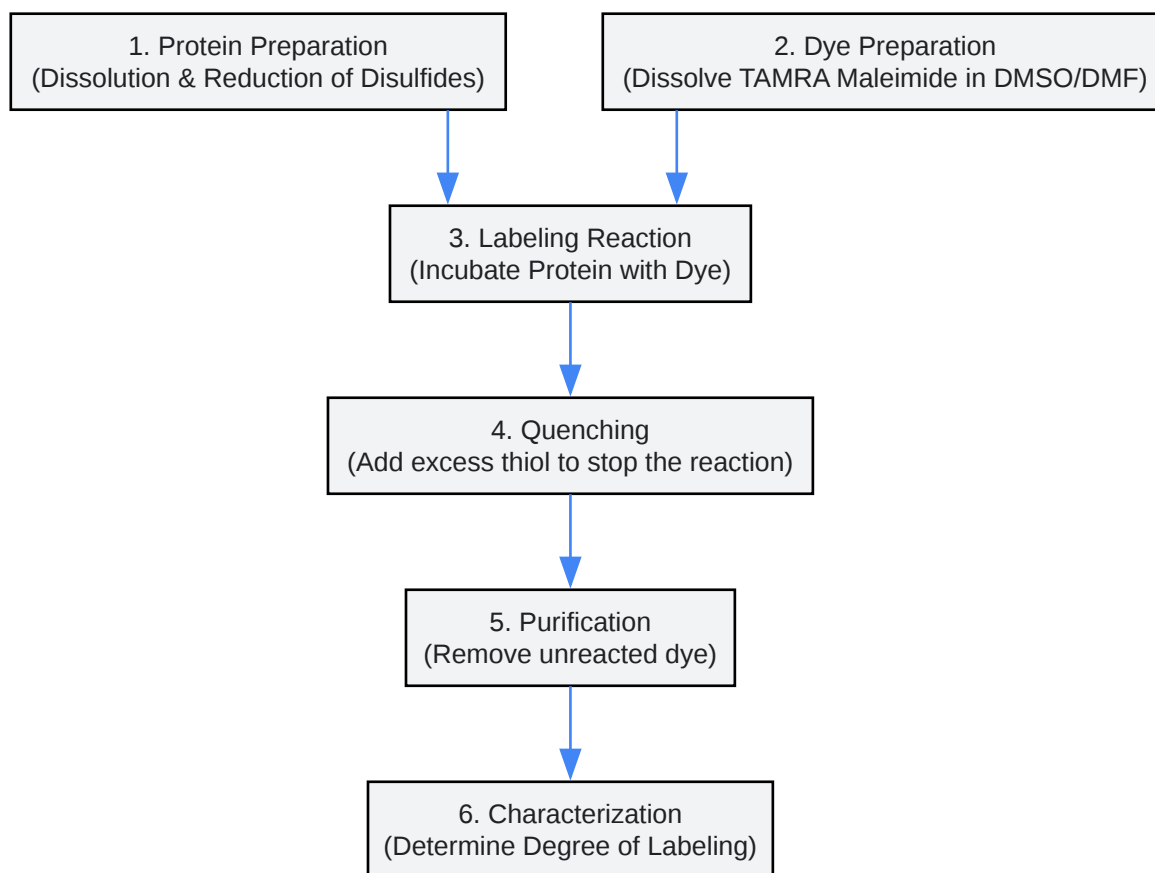 1. Protein Preparation
(Dissolution & Reduction of Disulfides)
2. Dye Preparation
(Dissolve TAMRA Maleimide in DMSO/DMF)
3. Labeling Reaction
(Incubate Protein with Dye)
4. Quenching
(Add excess thiol to stop the reaction)
5. Purification
(Remove unreacted dye)
6. Characterization
(Determine Degree of Labeling)